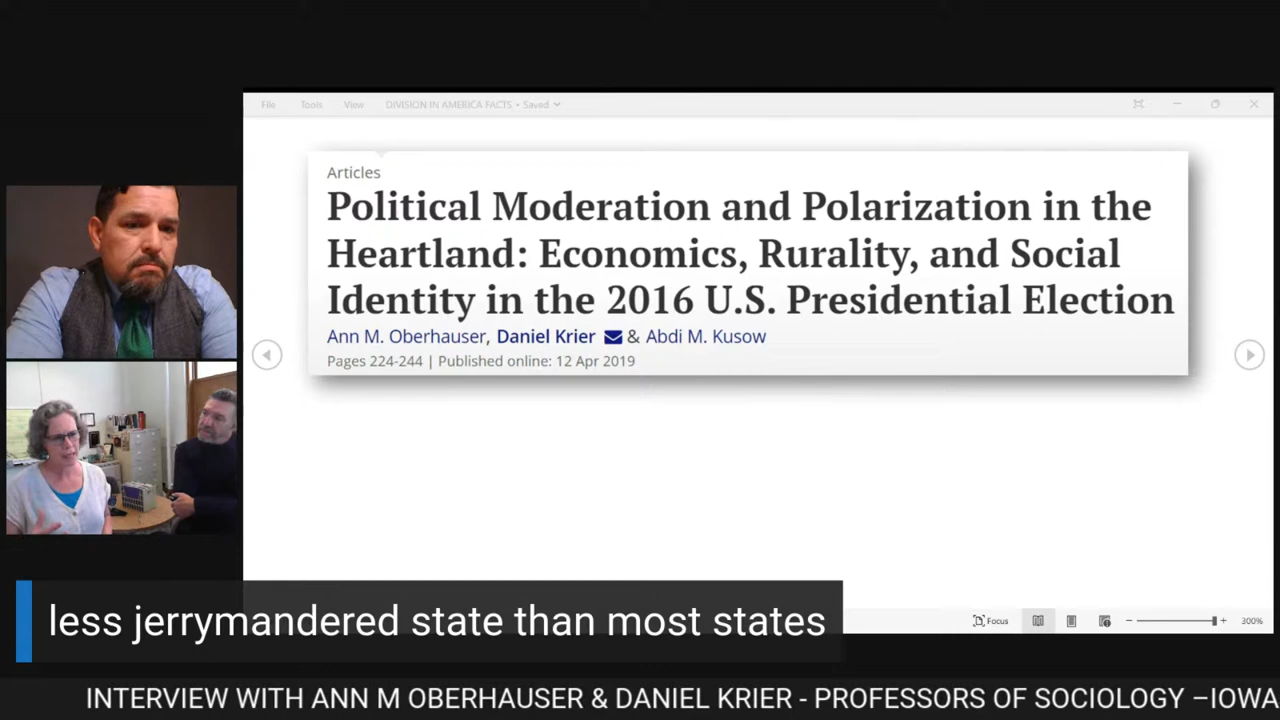 File Tools View DIVISION IN AMERICA FACTS • Saved
Articles
Political Moderation and Polarization in the
Heartland: Economics, Rurality, and Social
Identity in the 2016 U.S. Presidential Election
Ann M. Oberhauser, Daniel Krier & Abdi M. Kusow
Pages 224-244 | Published online: 12 Apr 2019
less jerrymandered state than most states
Focus 300%
INTERVIEW WITH ANN M OBERHAUSER & DANIEL KRIER - PROFESSORS OF SOCIOLOGY –IOWA